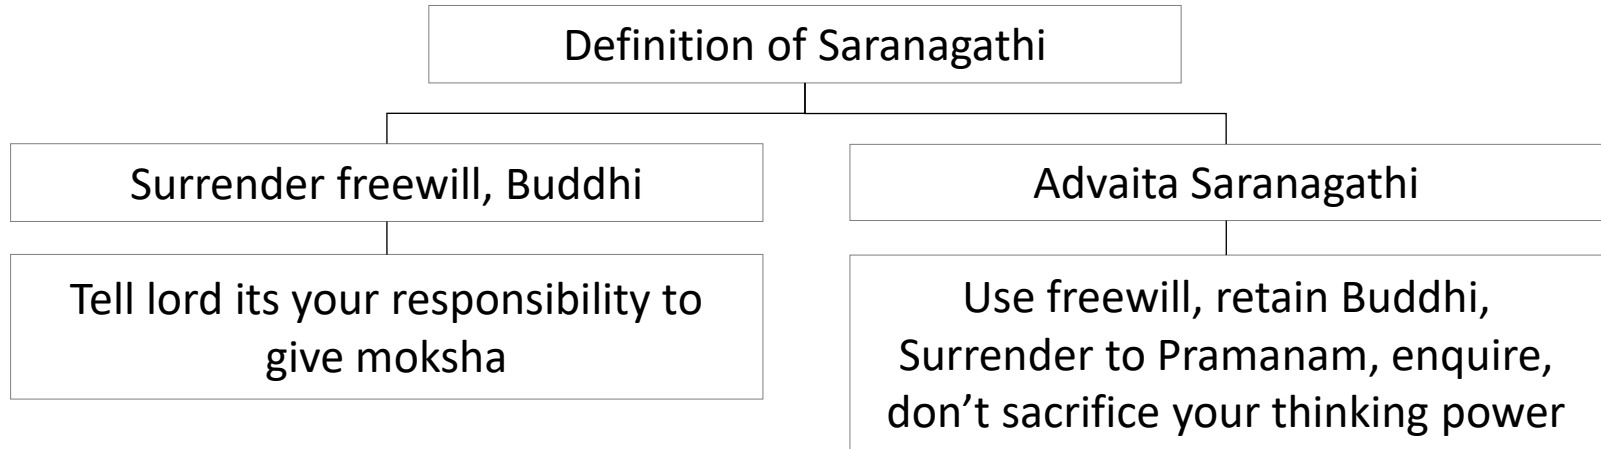 Definition of Saranagathi
Surrender freewill, Buddhi
Tell lord its your responsibility to
give moksha
Advaita Saranagathi
Use freewill, retain Buddhi,
Surrender to Pramanam, enquire,
don’t sacrifice your thinking power